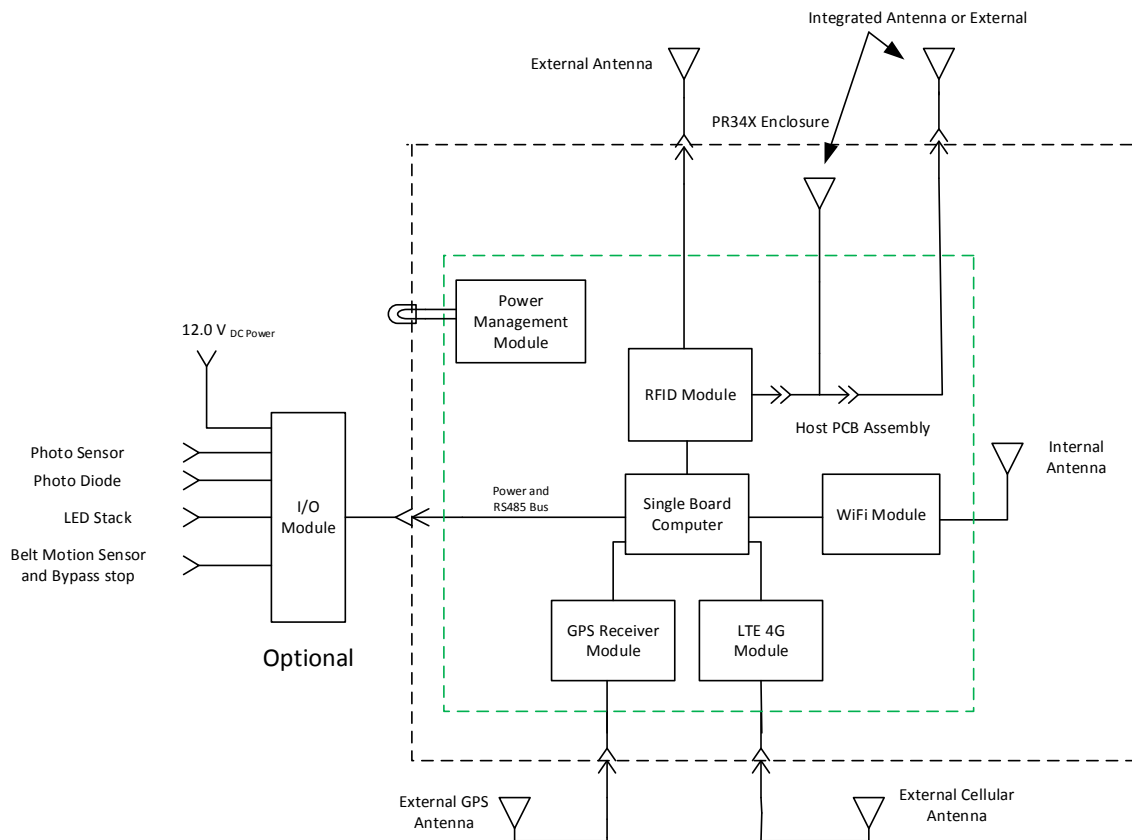 Integrated Antenna or External
External Antenna
PR34X Enclosure
Power
Management
Module
12.0 V DC Power
RFID Module
Host PCB Assembly
Internal
Antenna
Photo Sensor
Photo Diode
LED Stack
Belt Motion Sensor
and Bypass stop
I/O
Module
Power and
RS485 Bus
Single Board
Computer
WiFi Module
GPS Receiver
Module
LTE 4G
Module
Optional
External GPS
Antenna
External Cellular
Antenna